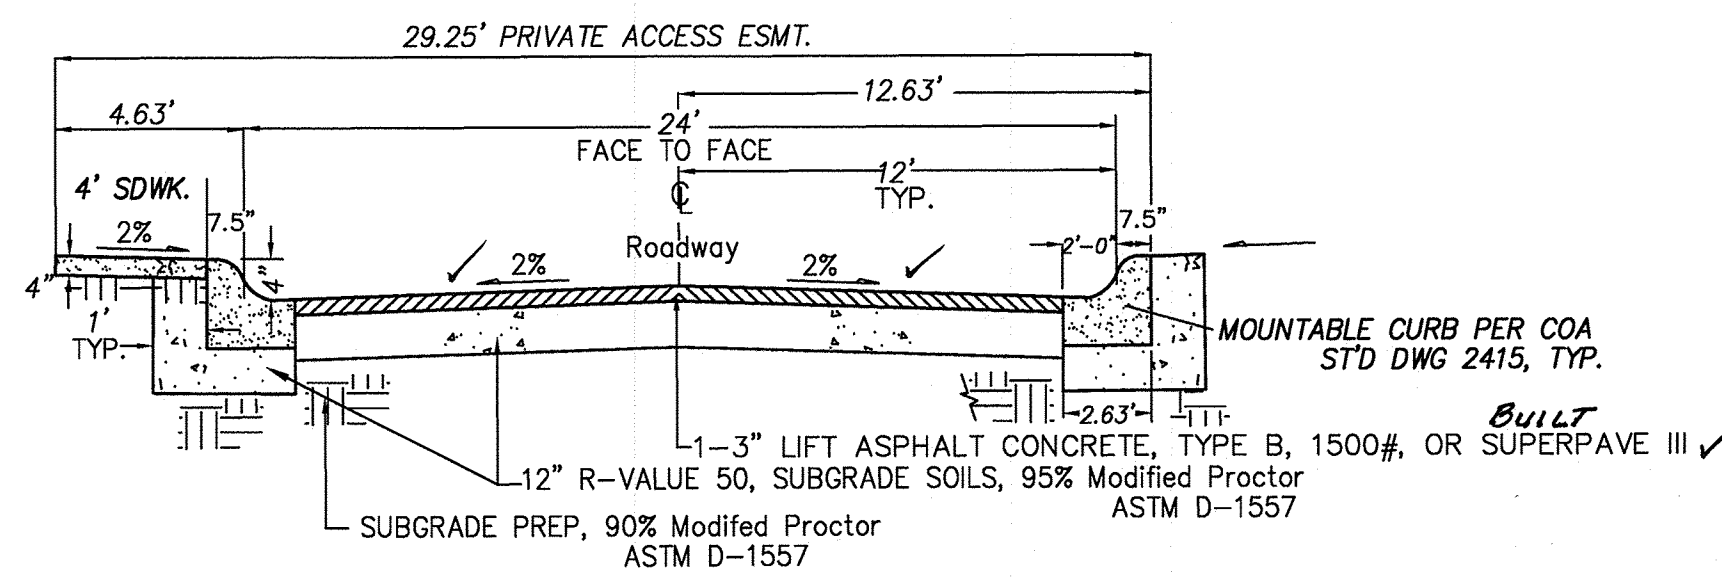 29.25' PRIVATE ACCESS ESMT.
12.63'
4.63'
24'
FACE TO FACE
12'
TYP.
℄
4' SDWK.
7.5"
7.5"
2%
Roadway
2'-0"
2%
2%
4"
4"
1'
TYP.
MOUNTABLE CURB PER COA
ST'D DWG 2415, TYP.
2.63'
BUILT
1-3" LIFT ASPHALT CONCRETE, TYPE B, 1500#, OR SUPERPAVE III
12" R-VALUE 50, SUBGRADE SOILS, 95% Modified Proctor
ASTM D-1557
SUBGRADE PREP, 90% Modifed Proctor
ASTM D-1557